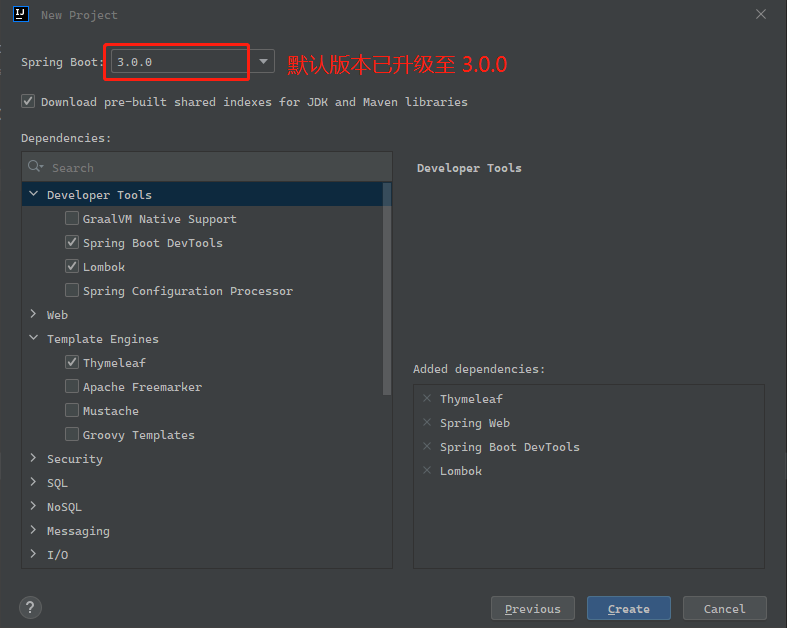 New Project
Spring Boot: 3.0.0 默认版本已升级至 3.0.0
Download pre-built shared indexes for JDK and Maven libraries
Dependencies:
Search
Developer Tools
GraalVM Native Support
Spring Boot DevTools
Lombok
Spring Configuration Processor
Web
Template Engines
Thymeleaf
Apache Freemarker
Mustache
Groovy Templates
Security
SQL
NoSQL
Messaging
I/O
Developer Tools
Added dependencies:
Thymeleaf
Spring Web
Spring Boot DevTools
Lombok
?
Previous
Create
Cancel